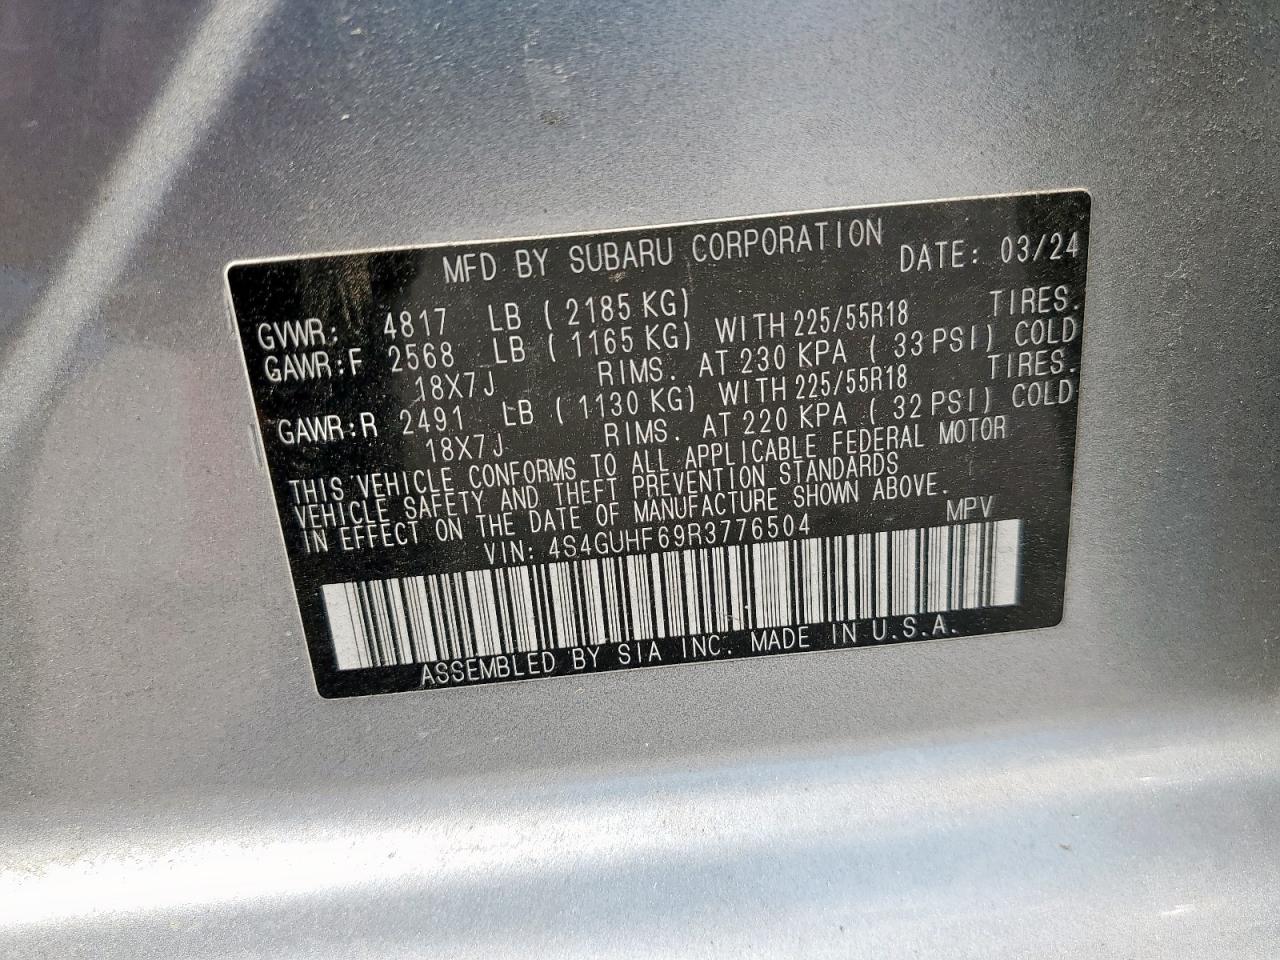 MFD BY SUBARU CORPORATION DATE: 03/24
GVWR: 4817 LB ( 2185 KG)
GAWR:F 2568 LB ( 1165 KG) WITH 225/55R18 TIRES.
18X7J RIMS. AT 230 KPA ( 33 PSI) COLD
GAWR:R 2491 LB ( 1130 KG) WITH 225/55R18 TIRES.
18X7J RIMS. AT 220 KPA ( 32 PSI) COLD
THIS VEHICLE CONFORMS TO ALL APPLICABLE FEDERAL MOTOR
VEHICLE SAFETY AND THEFT PREVENTION STANDARDS
IN EFFECT ON THE DATE OF MANUFACTURE SHOWN ABOVE.
VIN: 4S4GUHF69R3776504 MPV
ASSEMBLED BY SIA INC. MADE IN U.S.A.